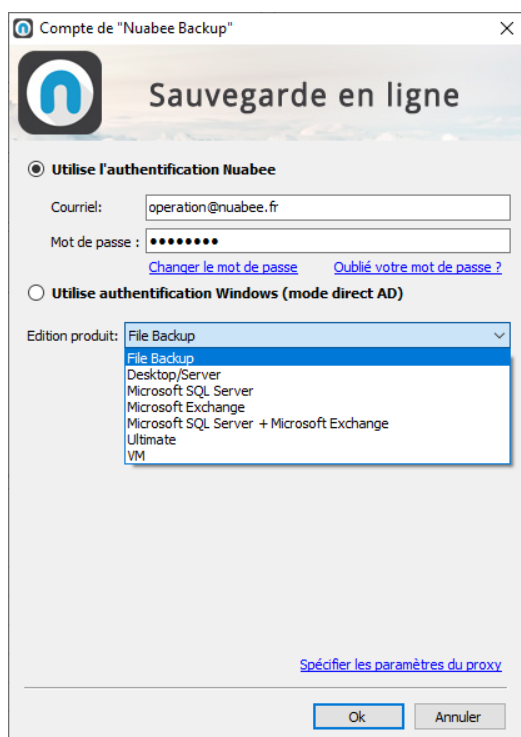 Compte de "Nuabee Backup"
Sauvegarde en ligne
Utilise l'authentification Nuabee
Courriel: operation@nuabee.fr
Mot de passe : ••••••••
Changer le mot de passe Oublié votre mot de passe ?
Utilise authentification Windows (mode direct AD)
Edition produit: File Backup
File Backup
Desktop/Server
Microsoft SQL Server
Microsoft Exchange
Microsoft SQL Server + Microsoft Exchange
Ultimate
VM
Spécifier les paramètres du proxy
Ok Annuler